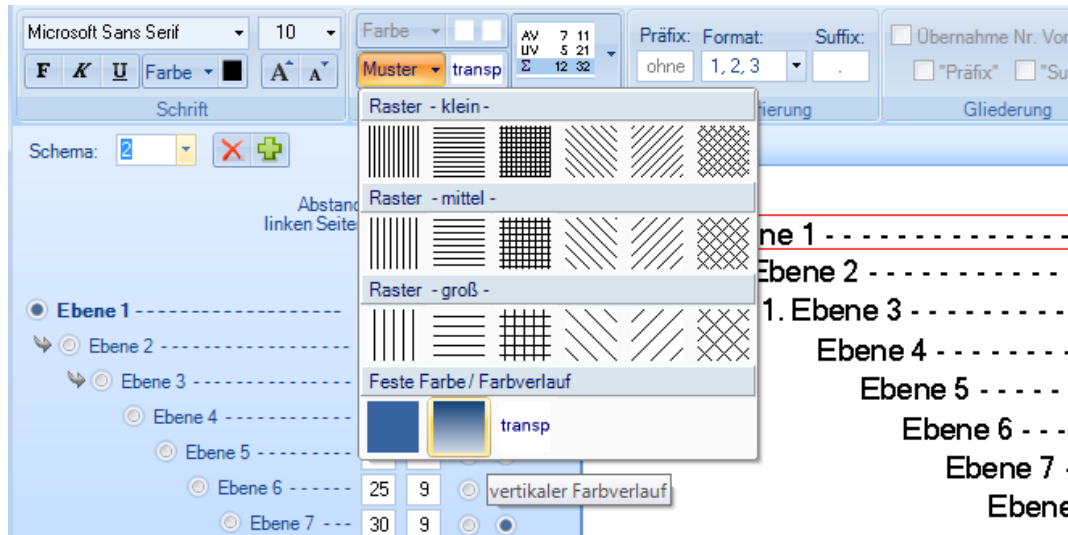 Microsoft Sans Serif 10 Farbe AV 7 11 Präfix: Format: Suffix: Übernahme Nr. Vor
UV 5 21
F K U Farbe A A Muster transp Σ 12 32 ohne 1, 2, 3 . "Präfix" "Su
Schrift Raster - klein - ierung Gliederung
Schema: 2
Abstand
linken Seite
Raster - mittel -
Raster - groß -
Feste Farbe / Farbverlauf
transp
vertikaler Farbverlauf
Ebene 1 - - - - - - - - - - - - - - - - - - -
Ebene 2 - - - - - - - - - - - - - - - - - -
Ebene 3 - - - - - - - - - - - - - - -
Ebene 4 - - - - - - - - - - - -
Ebene 5 - - - - - - - - -
Ebene 6 - - - - - - 25 9
Ebene 7 - - - 30 9
ne 1 - - - - - - - - - - - - - -
Ebene 2 - - - - - - - - - - -
1. Ebene 3 - - - - - - - - -
Ebene 4 - - - - - - - -
Ebene 5 - - - - -
Ebene 6 - - -
Ebene 7 -
Ebene